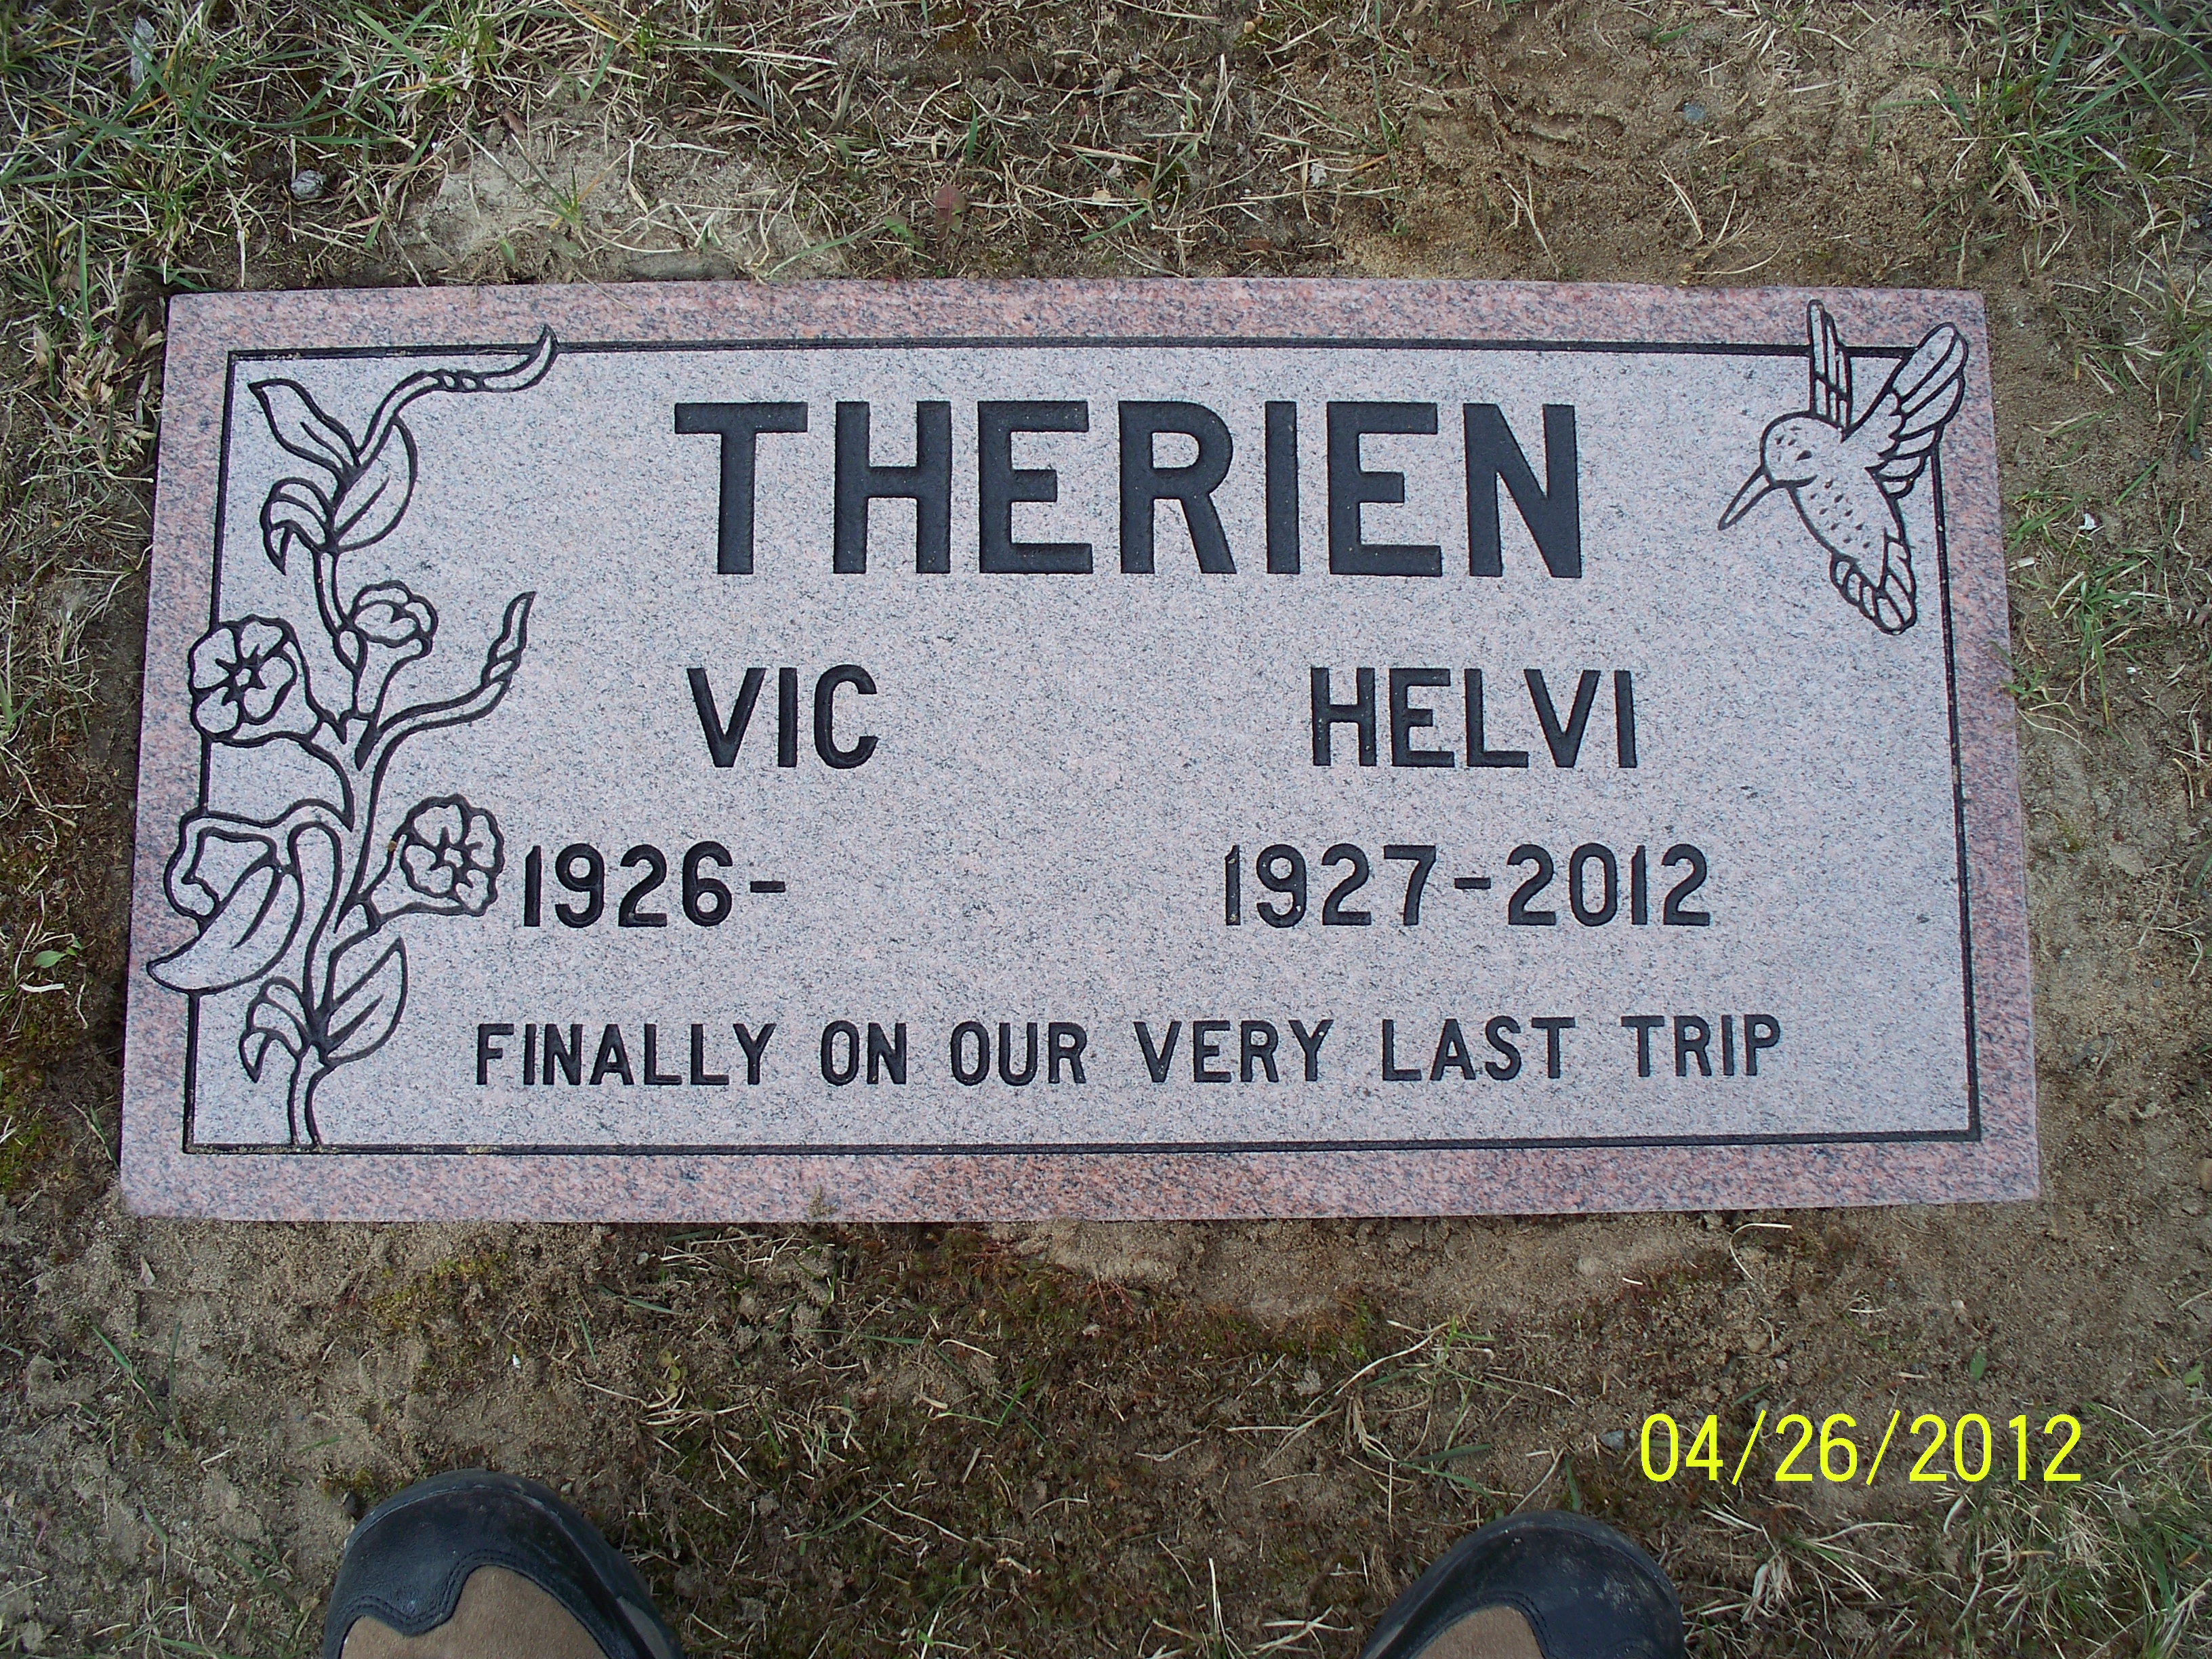 THERIEN
VIC HELVI
1926- 1927-2012
FINALLY ON OUR VERY LAST TRIP
04/26/2012